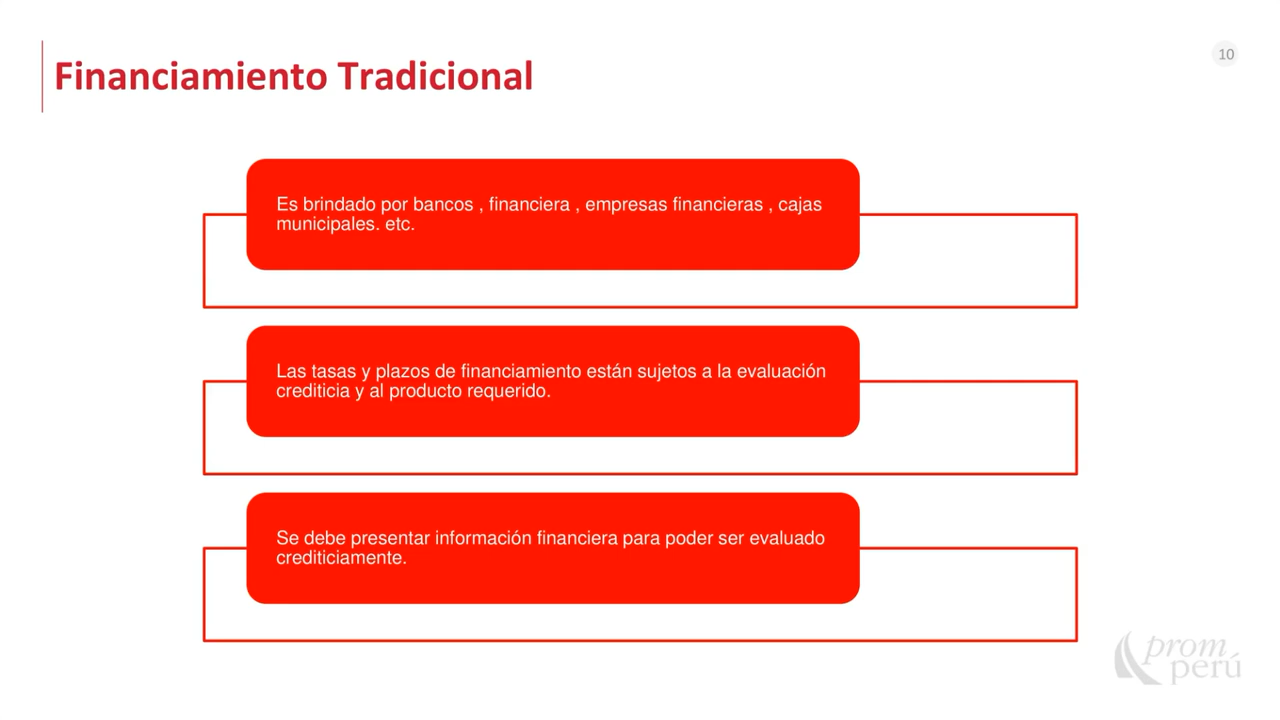 10
Financiamiento Tradicional
Es brindado por bancos , financiera , empresas financieras , cajas
municipales. etc.
Las tasas y plazos de financiamiento están sujetos a la evaluación
crediticia y al producto requerido.
Se debe presentar información financiera para poder ser evaluado
crediticiamente.
prom
perú